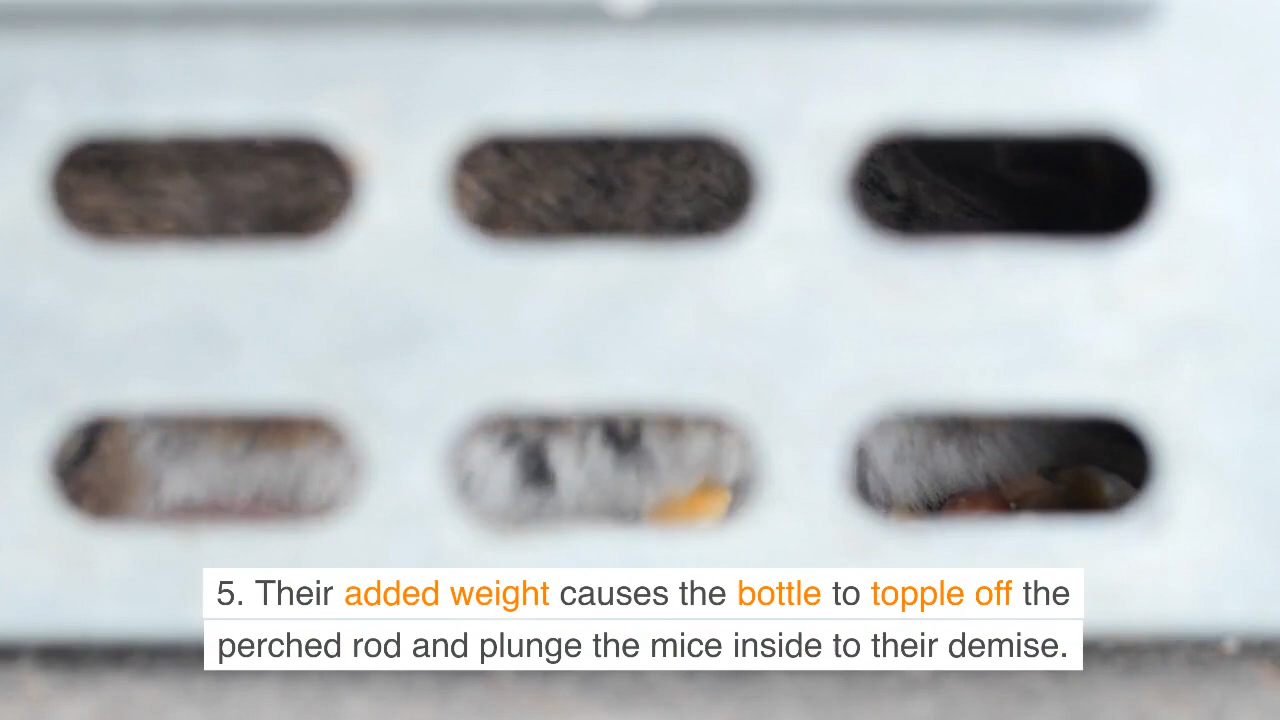 5. Their added weight causes the bottle to topple off the
perched rod and plunge the mice inside to their demise.